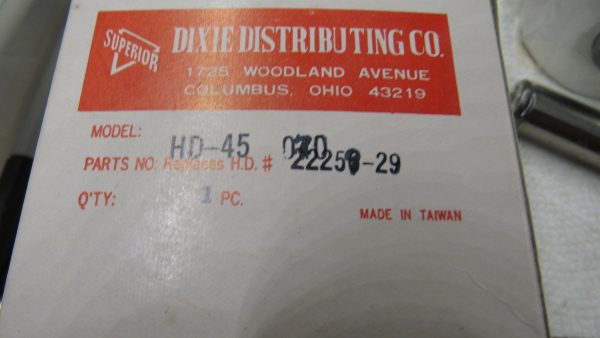 SUPERIOR
DIXIE DISTRIBUTING CO.
1725 WOODLAND AVENUE
COLUMBUS, OHIO 43219
MODEL: HD-45
PARTS NO: Replaces H.D. # -29
Q'TY: 1 PC.
MADE IN TAIWAN